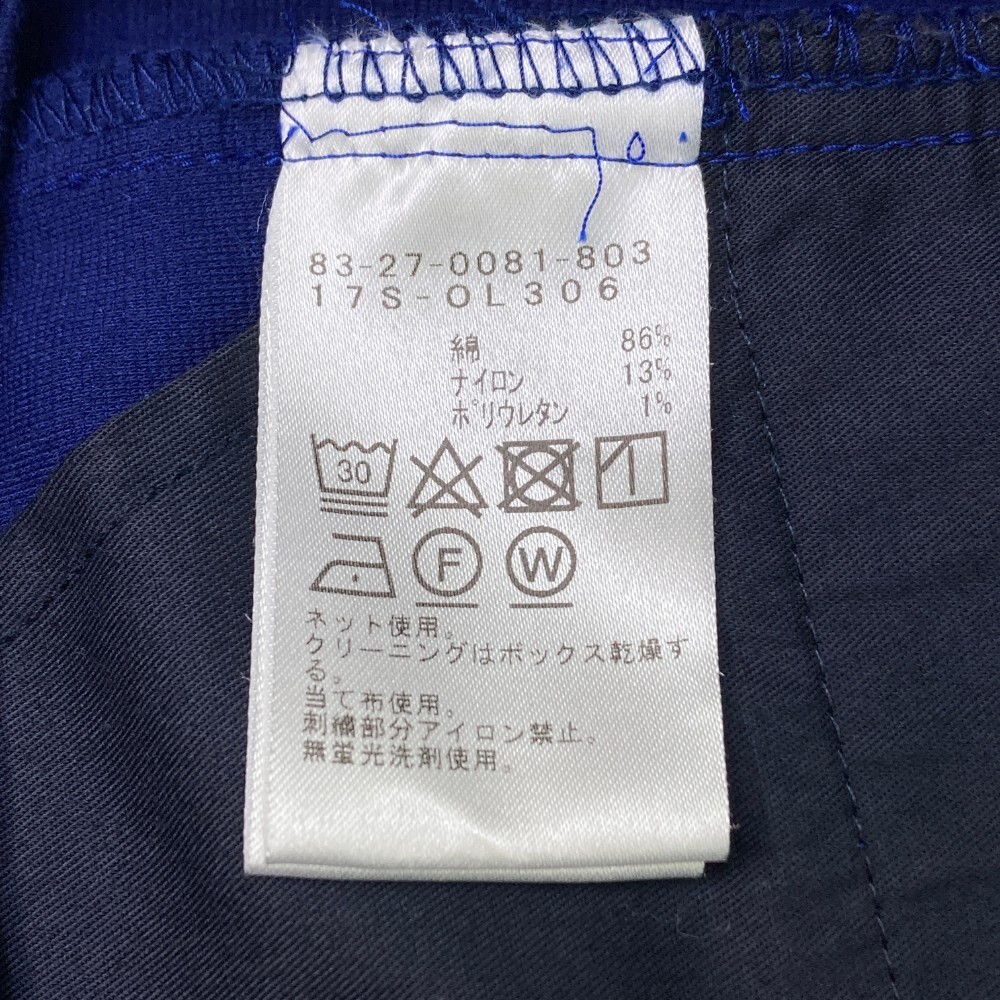 83-27-0081-803
17S-OL306
綿 86%
ナイロン 13%
ポリウレタン 1%
30
F W
ネット使用。
クリーニングはボックス乾燥す
る。
当て布使用。
刺繍部分アイロン禁止。
無蛍光洗剤使用。